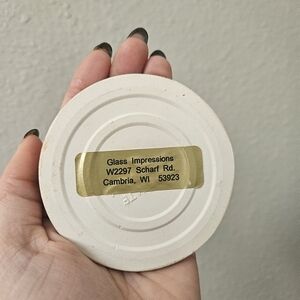 Glass Impressions
W2297 Scharf Rd.
Cambria, WI 53923